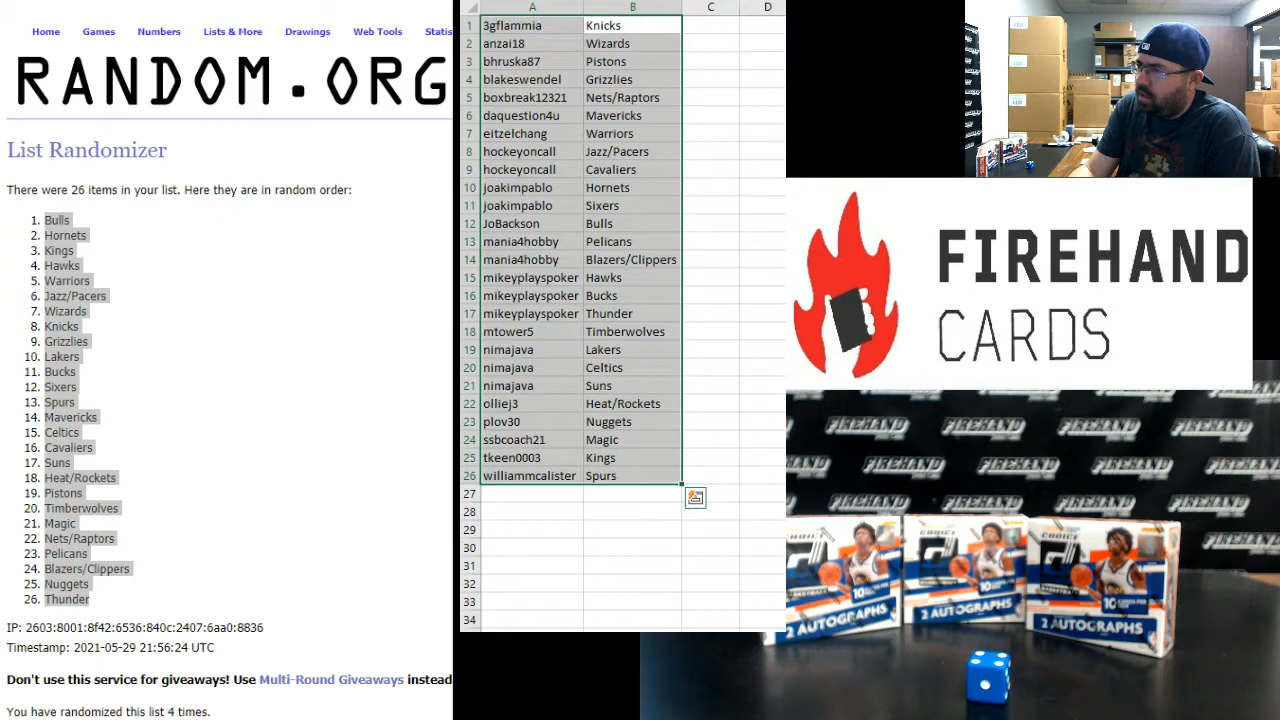 Home Games Numbers Lists & More Drawings Web Tools Statis
RANDOM.ORG
List Randomizer
There were 26 items in your list. Here they are in random order:
1. Bulls
2. Hornets
3. Kings
4. Hawks
5. Warriors
6. Jazz/Pacers
7. Wizards
8. Knicks
9. Grizzlies
10. Lakers
11. Bucks
12. Sixers
13. Spurs
14. Mavericks
15. Celtics
16. Cavaliers
17. Suns
18. Heat/Rockets
19. Pistons
20. Timberwolves
21. Magic
22. Nets/Raptors
23. Pelicans
24. Blazers/Clippers
25. Nuggets
26. Thunder
IP: 2603:8001:8f42:6536:840c:2407:6aa0:8836
Timestamp: 2021-05-29 21:56:24 UTC
Don't use this service for giveaways! Use Multi-Round Giveaways instead
You have randomized this list 4 times.
A B C D
1 3gflammia Knicks
2 anzai18 Wizards
3 bhruska87 Pistons
4 blakeswendel Grizzlies
5 boxbreak12321 Nets/Raptors
6 daquestion4u Mavericks
7 eitzelchang Warriors
8 hockeyoncall Jazz/Pacers
9 hockeyoncall Cavaliers
10 joakimpablo Hornets
11 joakimpablo Sixers
12 JoBackson Bulls
13 mania4hobby Pelicans
14 mania4hobby Blazers/Clippers
15 mikeyplayspoker Hawks
16 mikeyplayspoker Bucks
17 mikeyplayspoker Thunder
18 mtower5 Timberwolves
19 nimajava Lakers
20 nimajava Celtics
21 nimajava Suns
22 olliej3 Heat/Rockets
23 plov30 Nuggets
24 ssbcoach21 Magic
25 tkeen0003 Kings
26 williammcalister Spurs
27
28
29
30
31
32
33
34
FIREHAND
CARDS
FIREHAND FIREHAND FIREHAND FIREHAND
FIREHAND FIREHAND FIREHAND
CHOICE CHOICE CHOICE
2 AUTOGRAPHS 2 AUTOGRAPHS 2 AUTOGRAPHS